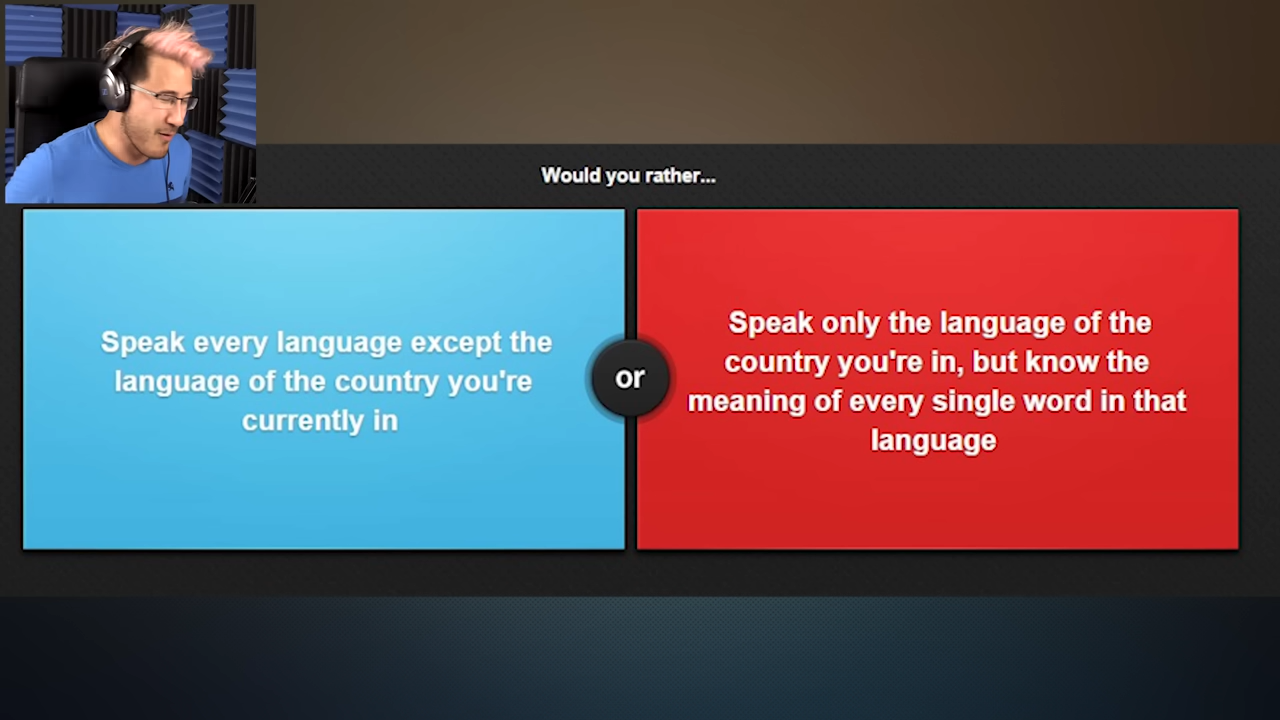 Would you rather...
Speak every language except the
language of the country you're
currently in
or
Speak only the language of the
country you're in, but know the
meaning of every single word in that
language